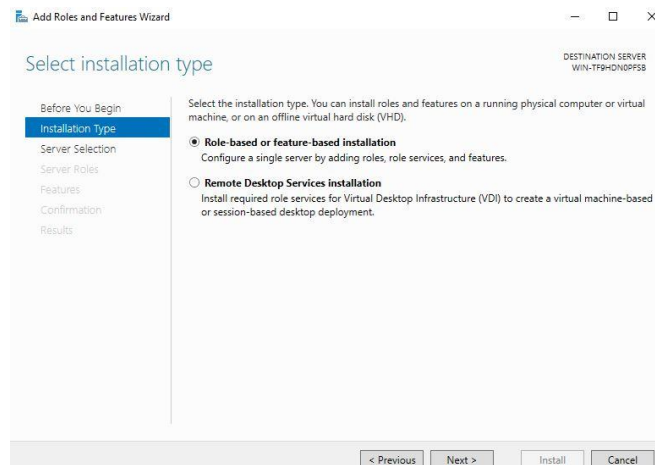 Add Roles and Features Wizard
Select installation type
DESTINATION SERVER
WIN-TF9HDN0PFSB
Before You Begin
Installation Type
Server Selection
Server Roles
Features
Confirmation
Results
Select the installation type. You can install roles and features on a running physical computer or virtual
machine, or on an offline virtual hard disk (VHD).
Role-based or feature-based installation
Configure a single server by adding roles, role services, and features.
Remote Desktop Services installation
Install required role services for Virtual Desktop Infrastructure (VDI) to create a virtual machine-based
or session-based desktop deployment.
< Previous
Next >
Install
Cancel